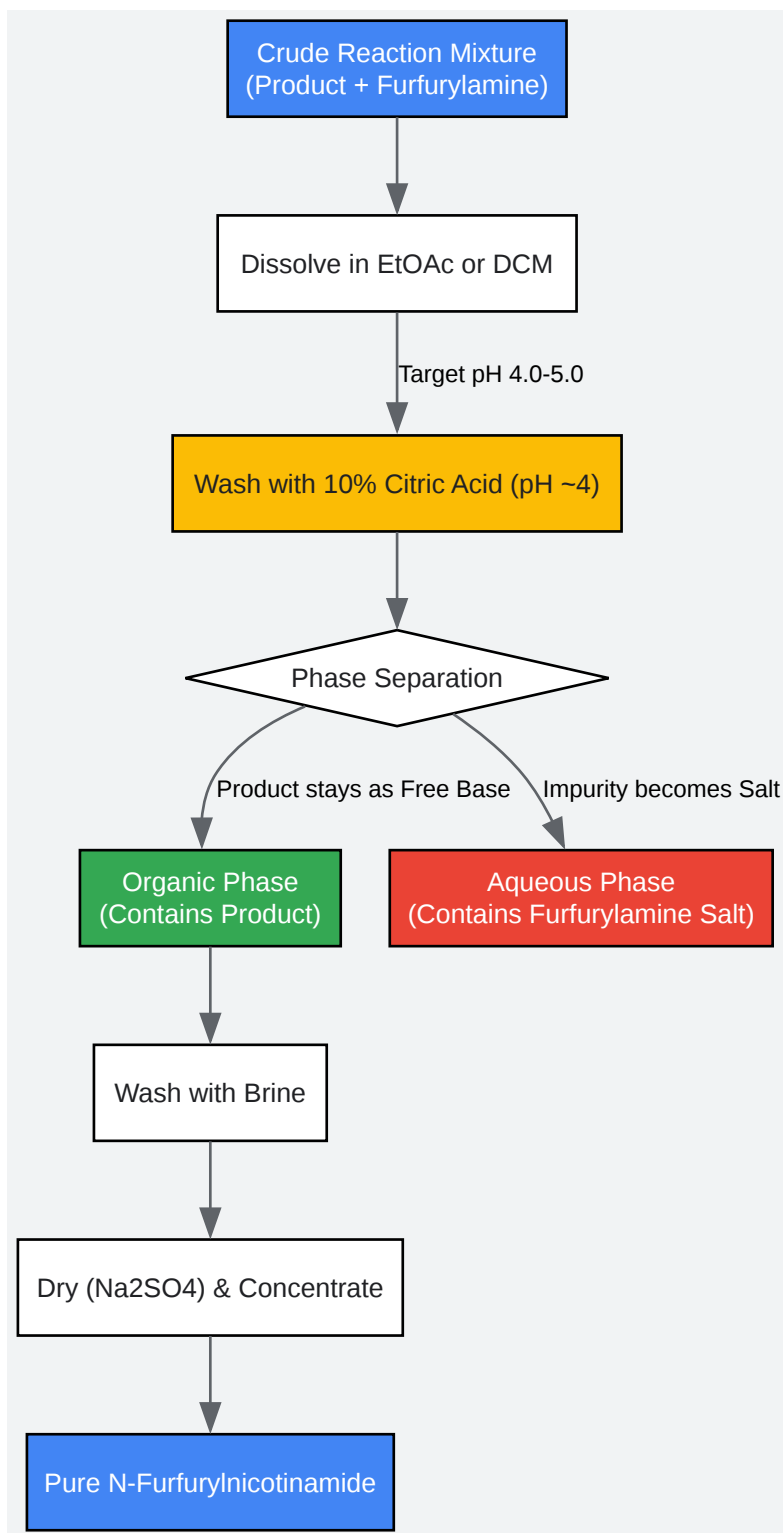 Crude Reaction Mixture
(Product + Furfurylamine)
Dissolve in EtOAc or DCM
Target pH 4.0-5.0
Wash with 10% Citric Acid (pH ~4)
Phase Separation
Product stays as Free Base
Impurity becomes Salt
Organic Phase
(Contains Product)
Aqueous Phase
(Contains Furfurylamine Salt)
Wash with Brine
Dry (Na2SO4) & Concentrate
Pure N-Furfurylnicotinamide